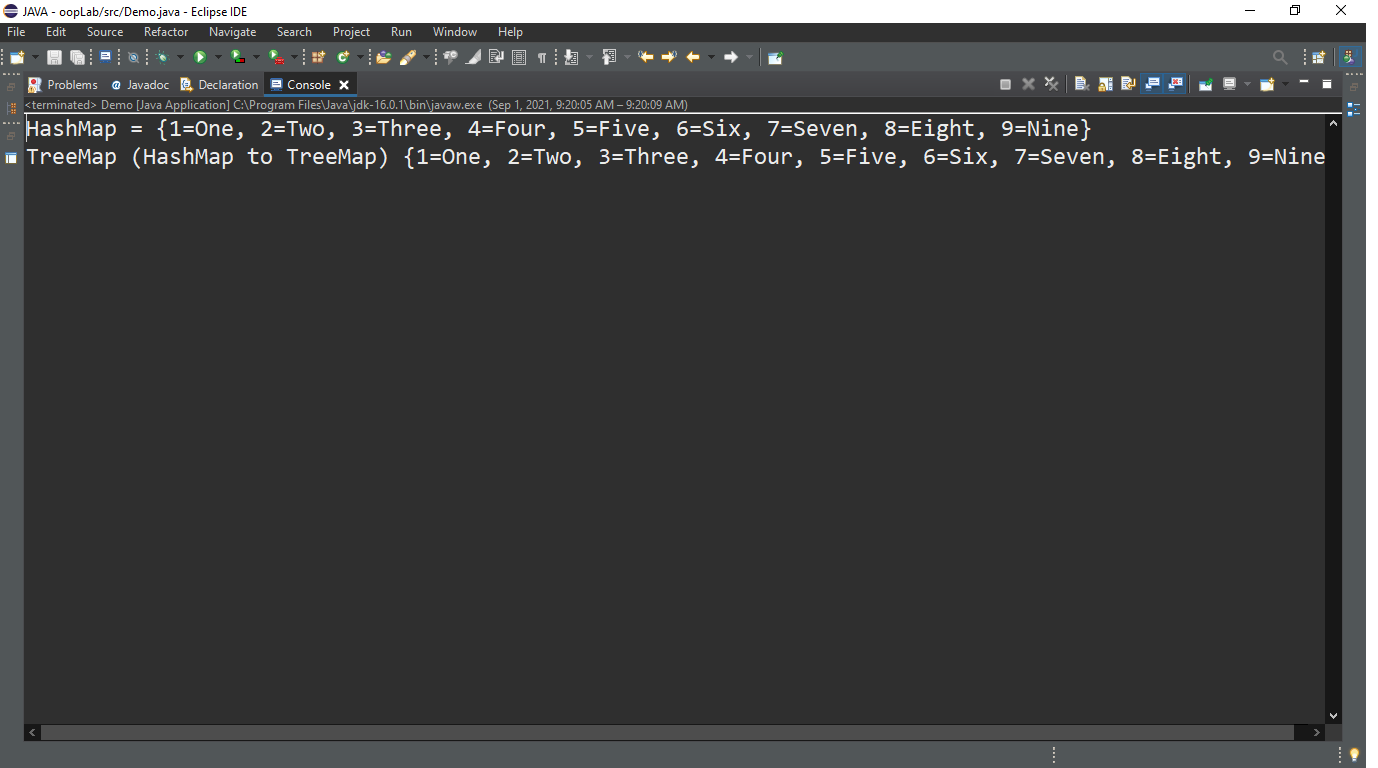 JAVA - oopLab/src/Demo.java - Eclipse IDE
File Edit Source Refactor Navigate Search Project Run Window Help
Problems @ Javadoc Declaration Console
<terminated> Demo [Java Application] C:\Program Files\Java\jdk-16.0.1\bin\javaw.exe (Sep 1, 2021, 9:20:05 AM – 9:20:09 AM)
HashMap = {1=One, 2=Two, 3=Three, 4=Four, 5=Five, 6=Six, 7=Seven, 8=Eight, 9=Nine}
TreeMap (HashMap to TreeMap) {1=One, 2=Two, 3=Three, 4=Four, 5=Five, 6=Six, 7=Seven, 8=Eight, 9=Nine